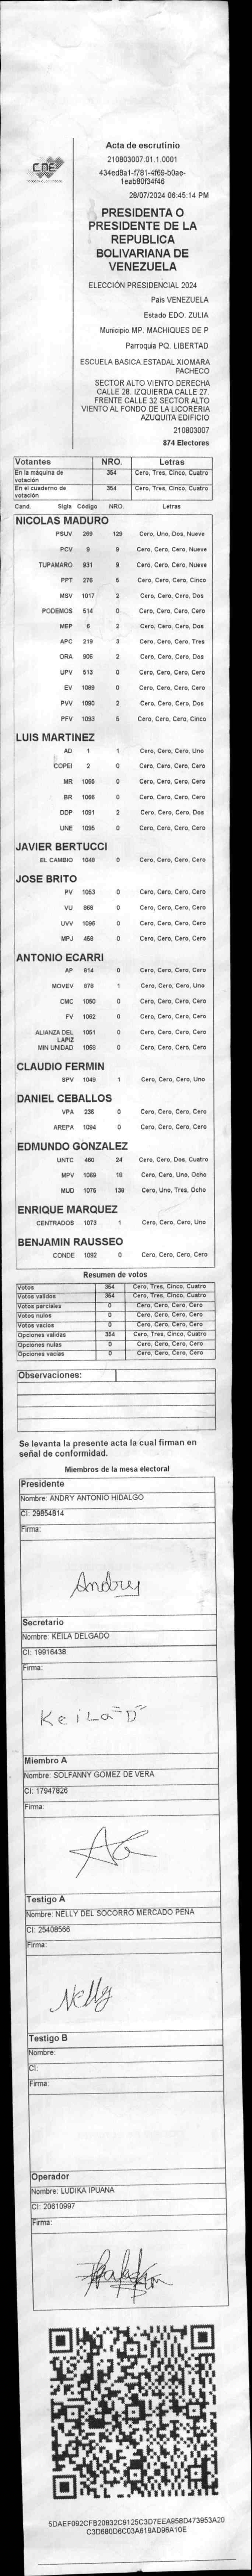 CNE
Acta de escrutinio
210803007.01.1.0001
434ed8a1-f781-4f69-b0ae-
1eab80f34f46
28/07/2024 06:45:14 PM
PRESIDENTA O
PRESIDENTE DE LA
REPUBLICA
BOLIVARIANA DE
VENEZUELA
ELECCIÓN PRESIDENCIAL 2024
Pais VENEZUELA
Estado EDO. ZULIA
Municipio MP. MACHIQUES DE P
Parroquia PQ. LIBERTAD
ESCUELA BASICA ESTADAL XIOMARA
PACHECO
SECTOR ALTO VIENTO DERECHA
CALLE 28. IZQUIERDA CALLE 27.
FRENTE CALLE 32 SECTOR ALTO
VIENTO AL FONDO DE LA LICORERIA
AZUQUITA EDIFICIO
210803007
874 Electores
Votantes NRO. Letras
En la máquina de votación 354 Cero, Tres, Cinco, Cuatro
En el cuaderno de votación 354 Cero, Tres, Cinco, Cuatro
Cand. Sigla Código NRO. Letras
NICOLAS MADURO
PSUV 269 129 Cero, Uno, Dos, Nueve
PCV 9 9 Cero, Cero, Cero, Nueve
TUPAMARO 931 9 Cero, Cero, Cero, Nueve
PPT 276 5 Cero, Cero, Cero, Cinco
MSV 1017 2 Cero, Cero, Cero, Dos
PODEMOS 514 0 Cero, Cero, Cero, Cero
MEP 6 2 Cero, Cero, Cero, Dos
APC 219 3 Cero, Cero, Cero, Tres
ORA 906 2 Cero, Cero, Cero, Dos
UPV 513 0 Cero, Cero, Cero, Cero
EV 1089 0 Cero, Cero, Cero, Cero
PVV 1090 2 Cero, Cero, Cero, Dos
PFV 1093 5 Cero, Cero, Cero, Cinco
LUIS MARTINEZ
AD 1 1 Cero, Cero, Cero, Uno
COPEI 2 0 Cero, Cero, Cero, Cero
MR 1065 0 Cero, Cero, Cero, Cero
BR 1066 0 Cero, Cero, Cero, Cero
DDP 1091 2 Cero, Cero, Cero, Dos
UNE 1095 0 Cero, Cero, Cero, Cero
JAVIER BERTUCCI
EL CAMBIO 1048 0 Cero, Cero, Cero, Cero
JOSE BRITO
PV 1053 0 Cero, Cero, Cero, Cero
VU 868 0 Cero, Cero, Cero, Cero
UVV 1096 0 Cero, Cero, Cero, Cero
MPJ 458 0 Cero, Cero, Cero, Cero
ANTONIO ECARRI
AP 614 0 Cero, Cero, Cero, Cero
MOVEV 978 1 Cero, Cero, Cero, Uno
CMC 1050 0 Cero, Cero, Cero, Cero
FV 1062 0 Cero, Cero, Cero, Cero
ALIANZA DEL LAPIZ 1051 0 Cero, Cero, Cero, Cero
MIN UNIDAD 1058 0 Cero, Cero, Cero, Cero
CLAUDIO FERMIN
SPV 1049 1 Cero, Cero, Cero, Uno
DANIEL CEBALLOS
VPA 236 0 Cero, Cero, Cero, Cero
AREPA 1094 0 Cero, Cero, Cero, Cero
EDMUNDO GONZALEZ
UNTC 460 24 Cero, Cero, Dos, Cuatro
MPV 1069 18 Cero, Cero, Uno, Ocho
MUD 1075 138 Cero, Uno, Tres, Ocho
ENRIQUE MARQUEZ
CENTRADOS 1073 1 Cero, Cero, Cero, Uno
BENJAMIN RAUSSEO
CONDE 1092 0 Cero, Cero, Cero, Cero
Resumen de votos
Votos 354 Cero, Tres, Cinco, Cuatro
Votos validos 354 Cero, Tres, Cinco, Cuatro
Votos parciales 0 Cero, Cero, Cero, Cero
Votos nulos 0 Cero, Cero, Cero, Cero
Votos vacios 0 Cero, Cero, Cero, Cero
Opciones validas 354 Cero, Tres, Cinco, Cuatro
Opciones nulas 0 Cero, Cero, Cero, Cero
Opciones vacias 0 Cero, Cero, Cero, Cero
Observaciones:
Se levanta la presente acta la cual firman en
señal de conformidad.
Miembros de la mesa electoral
Presidente
Nombre: ANDRY ANTONIO HIDALGO
CI: 29854814
Firma:
Andry
Secretario
Nombre: KEILA DELGADO
CI: 19916438
Firma:
KeiLa "D"
Miembro A
Nombre: SOLFANNY GOMEZ DE VERA
CI: 17947826
Firma:
AG
Testigo A
Nombre: NELLY DEL SOCORRO MERCADO PEÑA
CI: 25408566
Firma:
Nelly
Testigo B
Nombre:
CI:
Firma:
Operador
Nombre: LUDIKA IPUANA
CI: 20610997
Firma:
5DAEF092CFB20832C9125C3D7EEA958D473953A20
C3D680D6C03A619AD96A10E